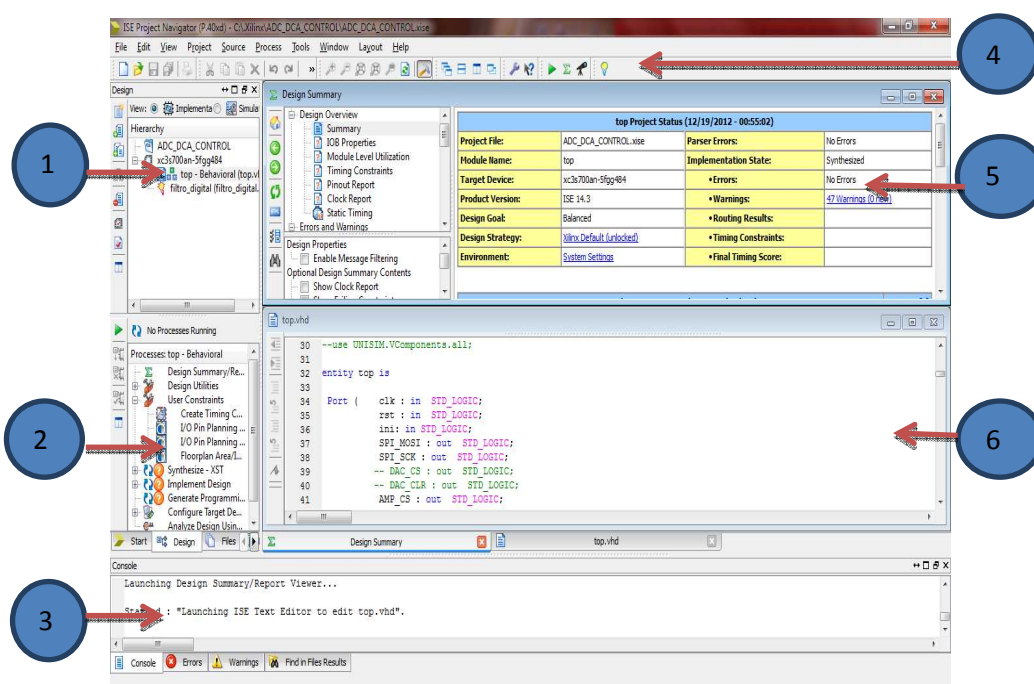 ISE Project Navigator (P.40xd) - C:\Xilinx\ADC_DCA_CONTROL\ADC_DCA_CONTROL.xise
File Edit View Project Source Process Tools Window Layout Help
4
Design
View: Implementa Simula
Hierarchy
ADC_DCA_CONTROL
xc3s700an-5fgg484
top - Behavioral (top.vl
filtro_digital (filtro_digital.
1
Design Summary
Design Overview
Summary
IOB Properties
Module Level Utilization
Timing Constraints
Pinout Report
Clock Report
Static Timing
Errors and Warnings
Design Properties
Enable Message Filtering
Optional Design Summary Contents
Show Clock Report
top Project Status (12/19/2012 - 00:55:02)
Project File: ADC_DCA_CONTROL.xise Parser Errors: No Errors
Module Name: top Implementation State: Synthesized
Target Device: xc3s700an-5fgg484 •Errors: No Errors
Product Version: ISE 14.3 •Warnings: 47 Warnings (0 new)
Design Goal: Balanced •Routing Results:
Design Strategy: Xilinx Default (unlocked) •Timing Constraints:
Environment: System Settings •Final Timing Score:
5
No Processes Running
Processes: top - Behavioral
Design Summary/Re...
Design Utilities
User Constraints
Create Timing C...
I/O Pin Planning ...
I/O Pin Planning ...
Floorplan Area/I...
Synthesize - XST
Implement Design
Generate Programmi...
Configure Target De...
Analyze Design Usin...
2
Start Design Files
top.vhd
30 --use UNISIM.VComponents.all;
31
32 entity top is
33
34 Port ( clk : in STD_LOGIC;
35 rst : in STD_LOGIC;
36 ini: in STD_LOGIC;
37 SPI_MOSI : out STD_LOGIC;
38 SPI_SCK : out STD_LOGIC;
39 -- DAC_CS : out STD_LOGIC;
40 -- DAC_CLR : out STD_LOGIC;
41 AMP_CS : out STD_LOGIC;
6
Design Summary top.vhd
Console
Launching Design Summary/Report Viewer...
: "Launching ISE Text Editor to edit top.vhd".
3
Console Errors Warnings Find in Files Results